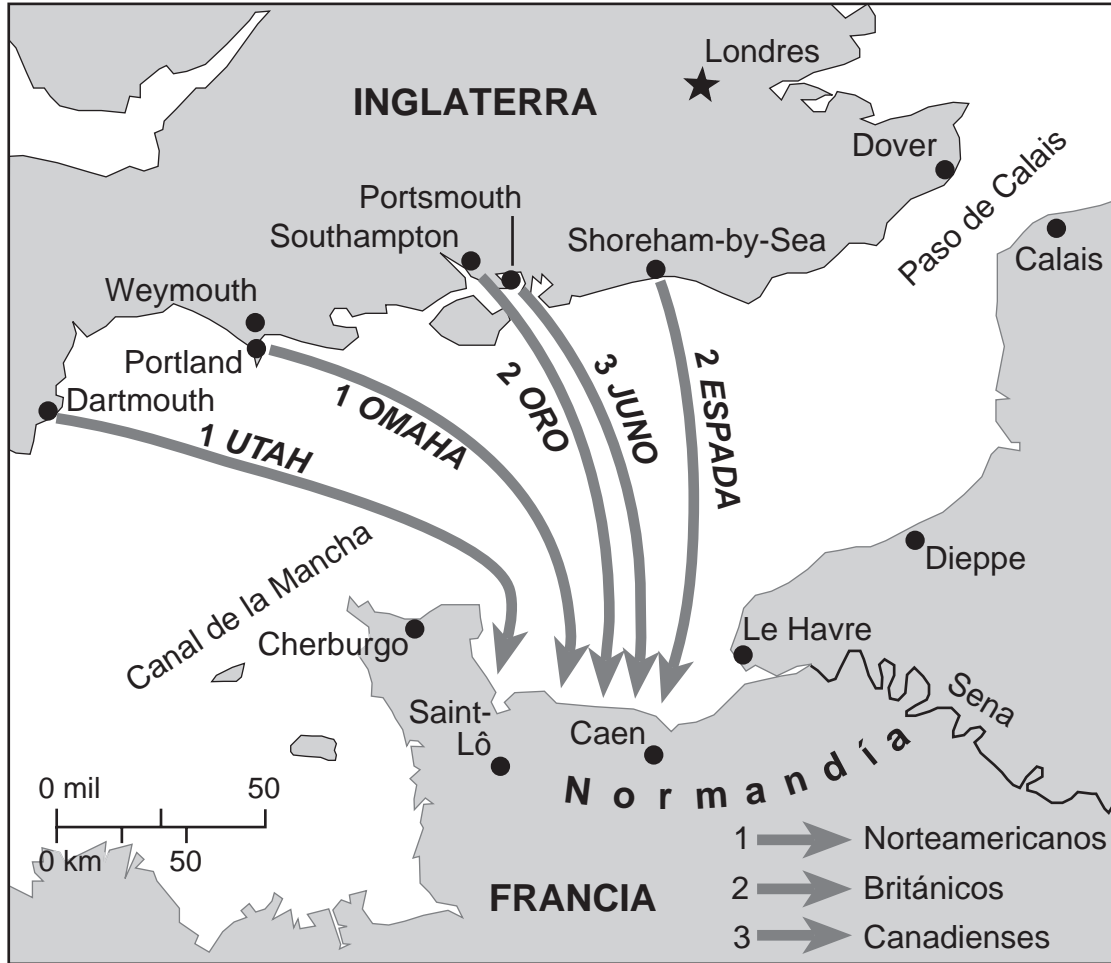 Londres
INGLATERRA
Dover
Paso de Calais
Portsmouth
Southampton
Shoreham-by-Sea
Calais
Weymouth
Portland
Dartmouth
1 UTAH
1 OMAHA
2 ORO
3 JUNO
2 ESPADA
Canal de la Mancha
Dieppe
Cherburgo
Le Havre
Sena
Saint-
Lô
Caen
Normandía
0 mil 50
0 km 50
FRANCIA
1 Norteamericanos
2 Británicos
3 Canadienses